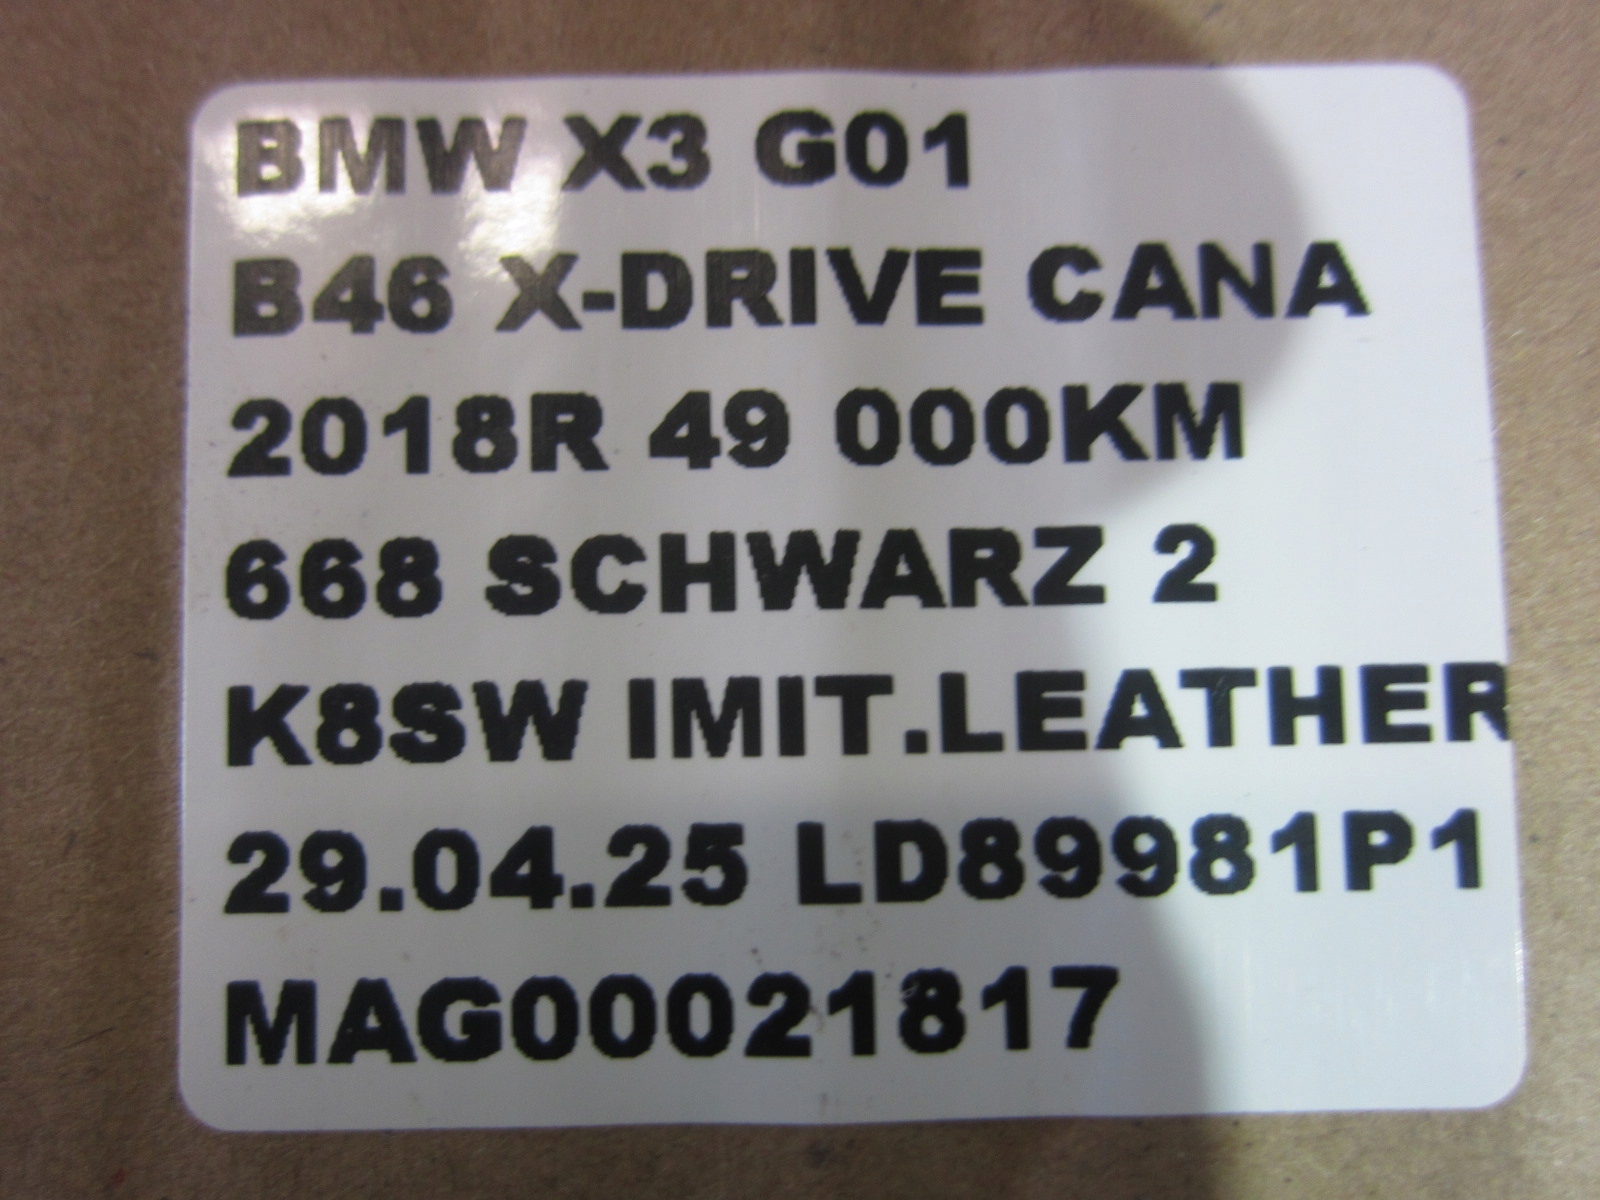 BMW X3 G01
B46 X-DRIVE CANA
2018R 49 000KM
668 SCHWARZ 2
K8SW IMIT.LEATHER
29.04.25 LD89981P1
MAG00021817